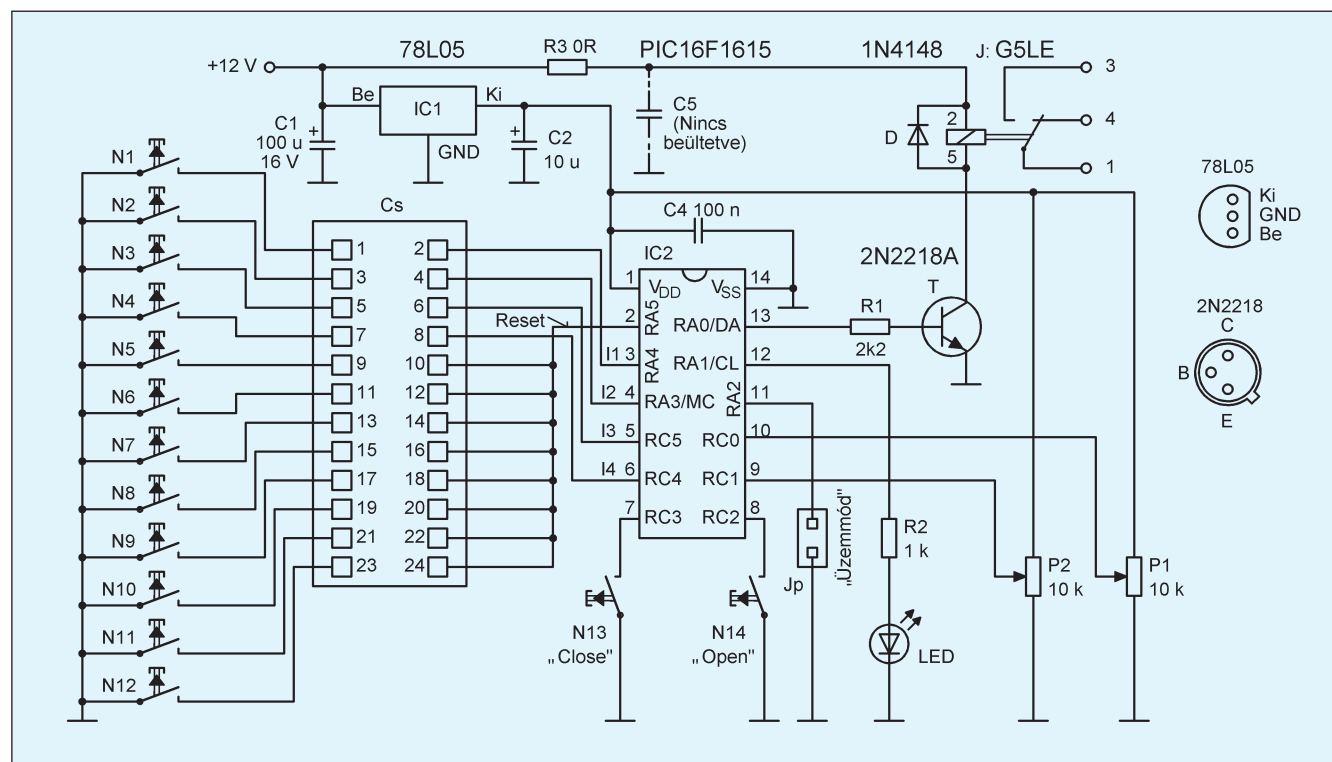 78L05
R3 0R
PIC16F1615
1N4148
J: G5LE
+12 V
3
Be
IC1
Ki
C5
(Nincs
beültetve)
C1
100 u
16 V
+
GND
+
C2
10 u
D
2
5
4
1
78L05
Ki
GND
Be
N1
N2
N3
N4
N5
N6
N7
N8
N9
N10
N11
N12
Cs
1 2
3 4
5 6
7 8
9 10
11 12
13 14
15 16
17 18
19 20
21 22
23 24
Reset
C4 100 n
IC2
1 VDD VSS 14
2 RA5 RA0/DA 13
I1 3 RA4 RA1/CL 12
I2 4 RA3/MC RA2 11
I3 5 RC5 RC0 10
I4 6 RC4 RC1 9
7 RC3 RC2 8
2N2218A
T
R1
2k2
2N2218
C
B
E
N13
„Close"
N14
„Open"
Jp
„Üzemmód"
R2
1 k
LED
P2
10 k
P1
10 k